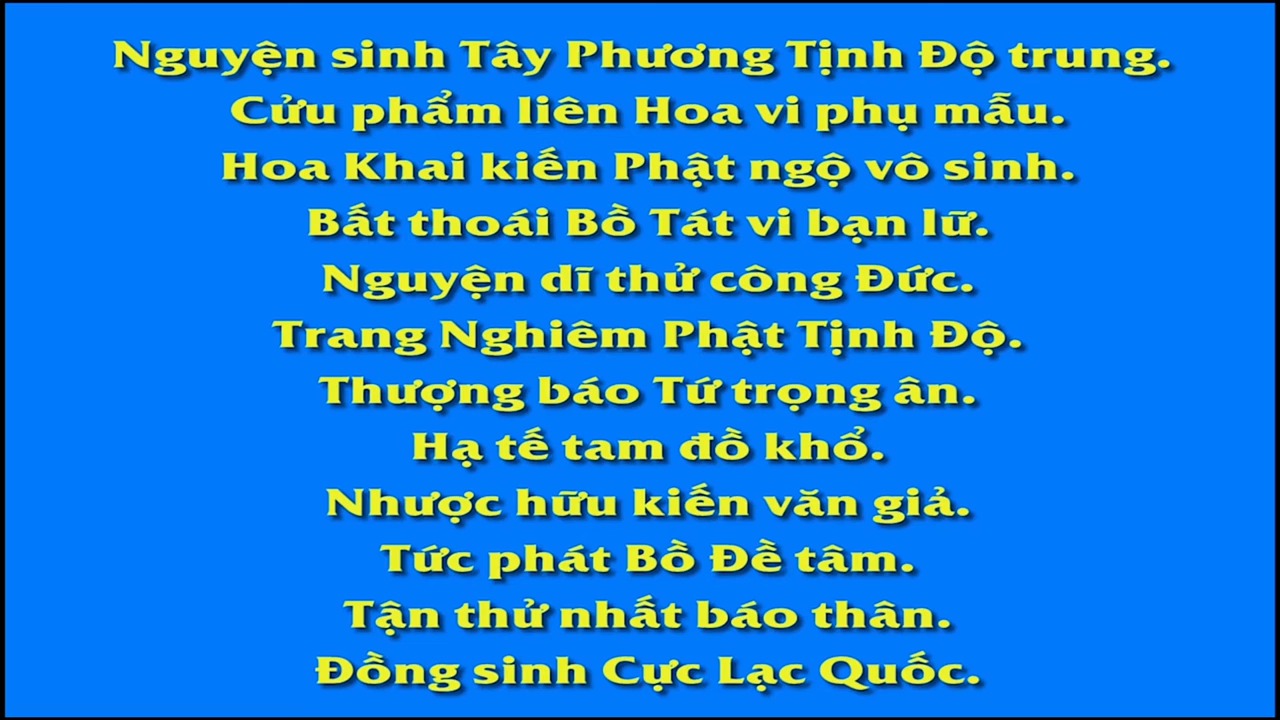 Nguyện sinh Tây Phương Tịnh Độ trung.
Cửu phẩm liên Hoa vi phụ mẫu.
Hoa Khai kiến Phật ngộ vô sinh.
Bất thoái Bồ Tát vi bạn lữ.
Nguyện dĩ thử công Đức.
Trang Nghiêm Phật Tịnh Độ.
Thượng báo Tứ trọng ân.
Hạ tế tam đồ khổ.
Nhược hữu kiến văn giả.
Tức phát Bồ Đề tâm.
Tận thử nhất báo thân.
Đồng sinh Cực Lạc Quốc.